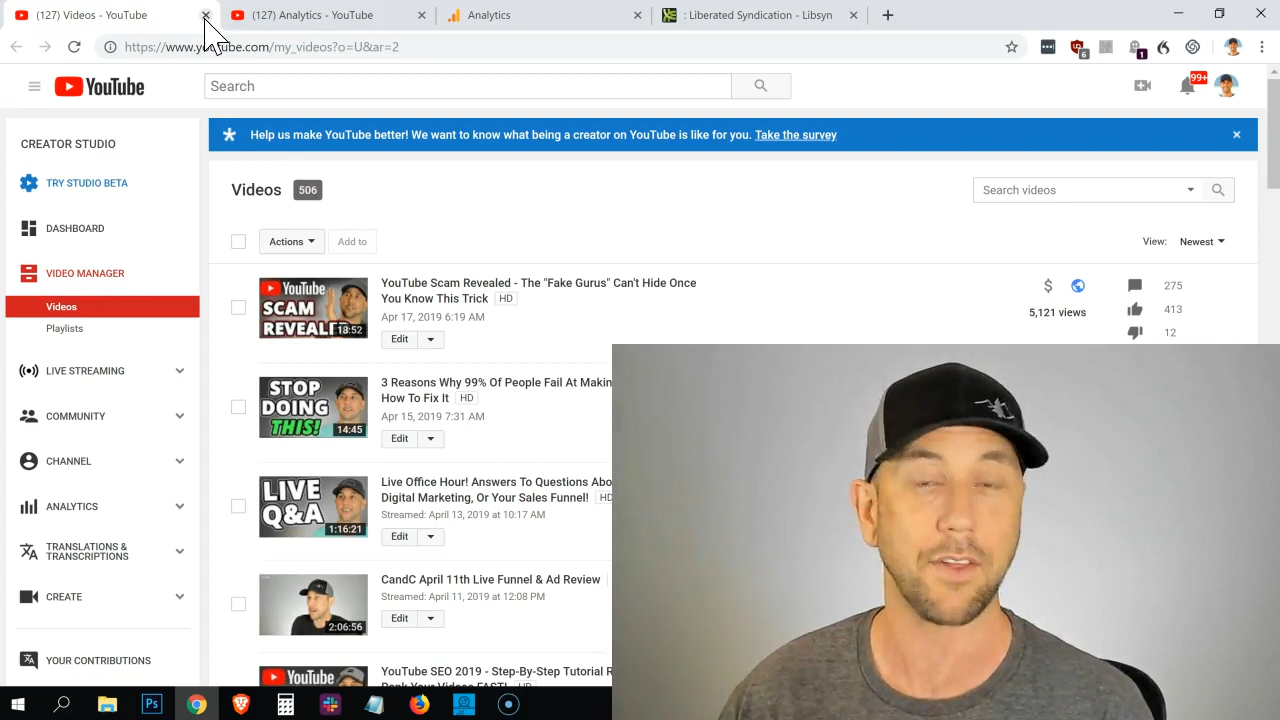 (127) Videos - YouTube
(127) Analytics - YouTube
Analytics
: Liberated Syndication - Libsyn
https://www.youtube.com/my_videos?o=U&ar=2
6
1
YouTube
Search
99+
CREATOR STUDIO
Help us make YouTube better! We want to know what being a creator on YouTube is like for you. Take the survey
TRY STUDIO BETA
DASHBOARD
VIDEO MANAGER
Videos
Playlists
LIVE STREAMING
COMMUNITY
CHANNEL
ANALYTICS
TRANSLATIONS &
TRANSCRIPTIONS
CREATE
YOUR CONTRIBUTIONS
Videos 506
Search videos
Actions
Add to
View: Newest
YouTube
SCAM
REVEALED
18:52
YouTube Scam Revealed - The "Fake Gurus" Can't Hide Once
You Know This Trick HD
Apr 17, 2019 6:19 AM
Edit
$
5,121 views
275
413
12
STOP
DOING
THIS!
14:45
3 Reasons Why 99% Of People Fail At Makin
How To Fix It HD
Apr 15, 2019 7:31 AM
Edit
LIVE
Q&A
1:16:21
Live Office Hour! Answers To Questions Abo
Digital Marketing, Or Your Sales Funnel! HD
Streamed: April 13, 2019 at 10:17 AM
Edit
2:06:56
CandC April 11th Live Funnel & Ad Review
Streamed: April 11, 2019 at 12:08 PM
Edit
YouTube
YouTube SEO 2019 - Step-By-Step Tutorial
Rank Your Videos FAST! HD
Ps